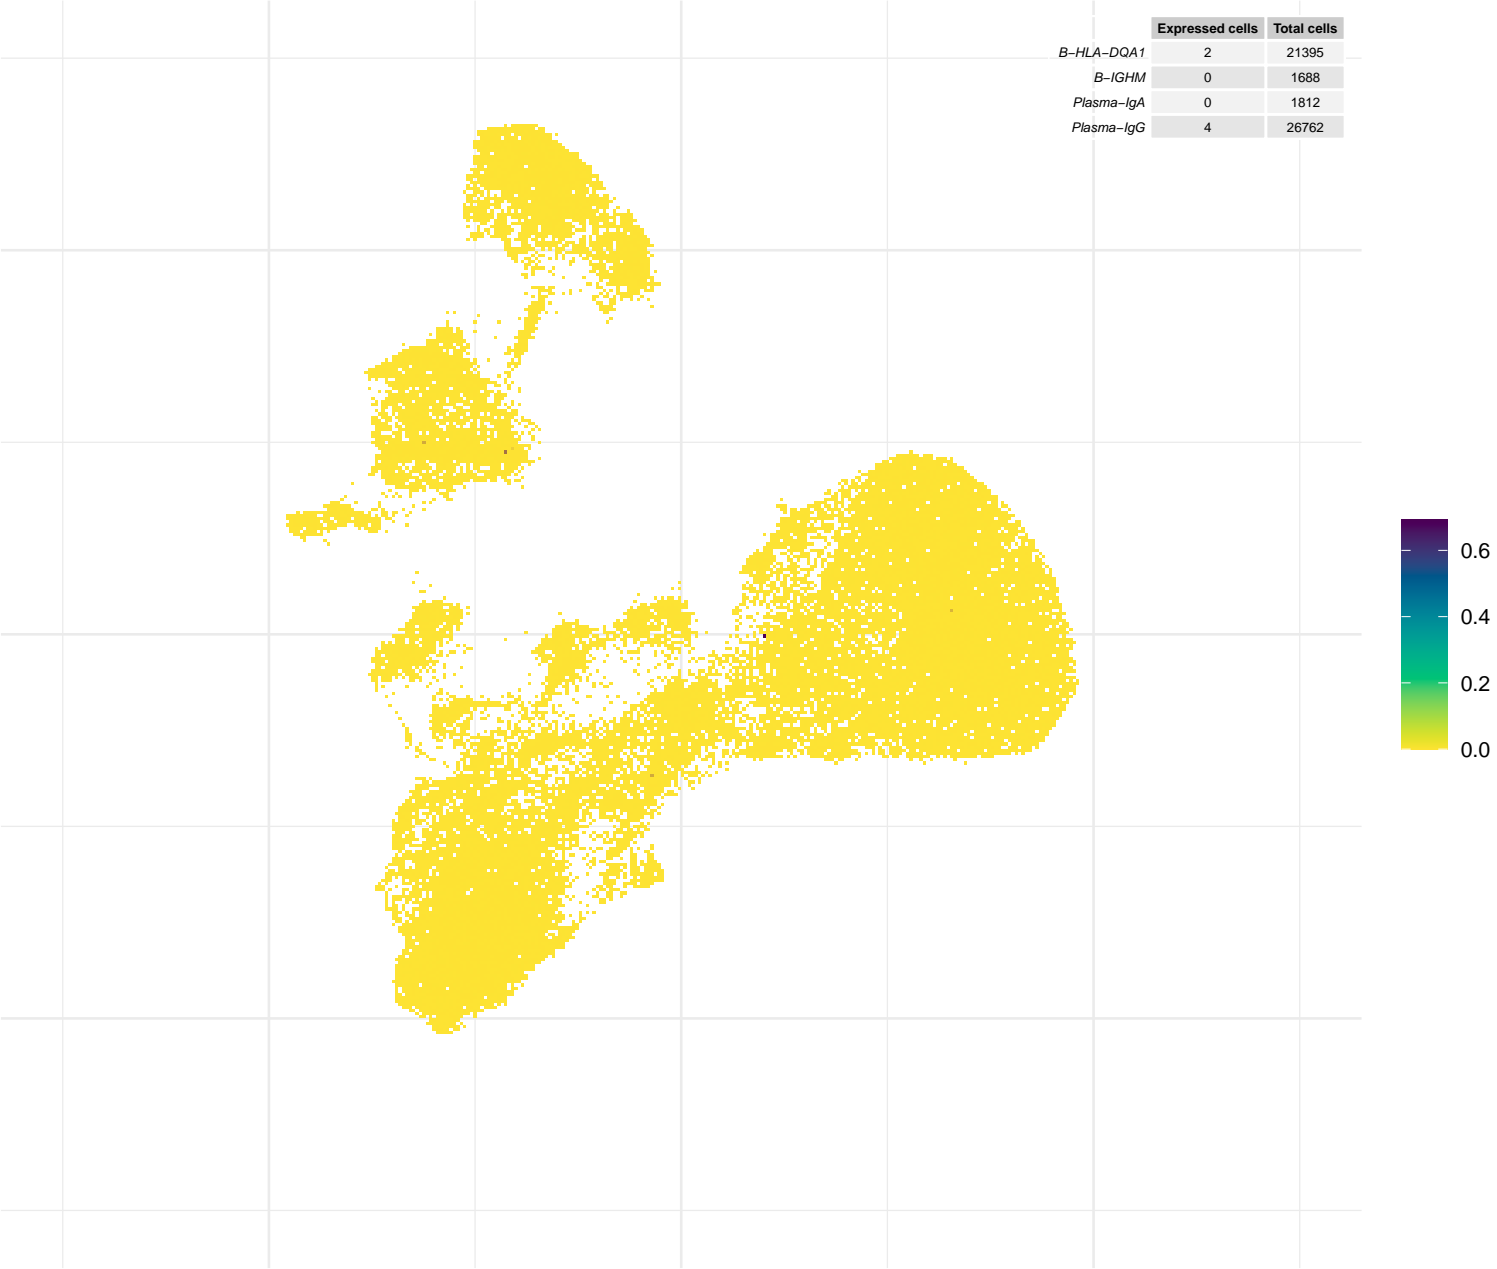 Expressed cells Total cells
B−HLA−DQA1 2 21395
B−IGHM 0 1688
Plasma−IgA 0 1812
Plasma−IgG 4 26762
0.6
0.4
0.2
0.0